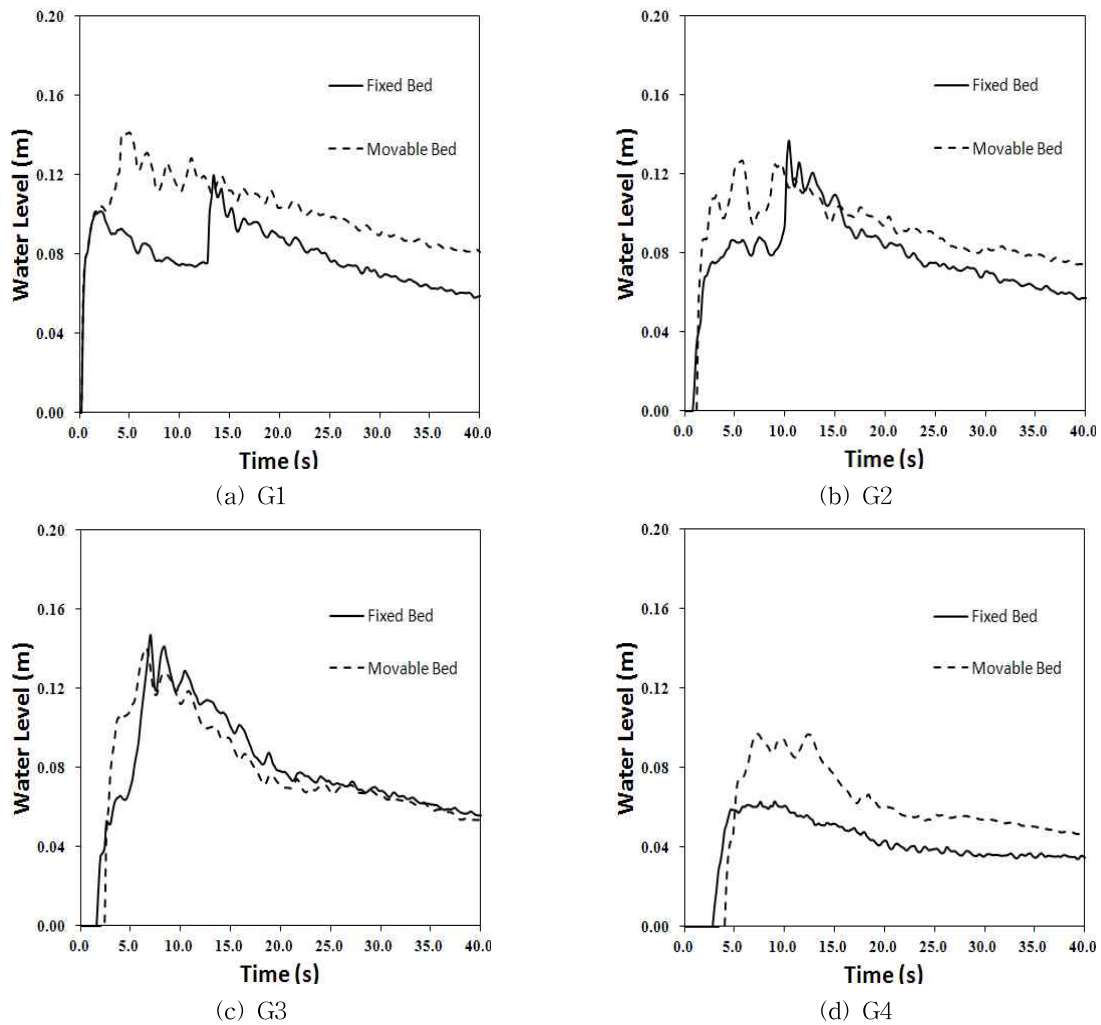 0.20
0.16
0.12
0.08
0.04
0.00
Water Level (m)
Fixed Bed
Movable Bed
0.0 5.0 10.0 15.0 20.0 25.0 30.0 35.0 40.0
Time (s)
(a) G1
0.20
0.16
0.12
0.08
0.04
0.00
Water Level (m)
Fixed Bed
Movable Bed
0.0 5.0 10.0 15.0 20.0 25.0 30.0 35.0 40.0
Time (s)
(b) G2
0.20
0.16
0.12
0.08
0.04
0.00
Water Level (m)
Fixed Bed
Movable Bed
0.0 5.0 10.0 15.0 20.0 25.0 30.0 35.0 40.0
Time (s)
(c) G3
0.20
0.16
0.12
0.08
0.04
0.00
Water Level (m)
Fixed Bed
Movable Bed
0.0 5.0 10.0 15.0 20.0 25.0 30.0 35.0 40.0
Time (s)
(d) G4